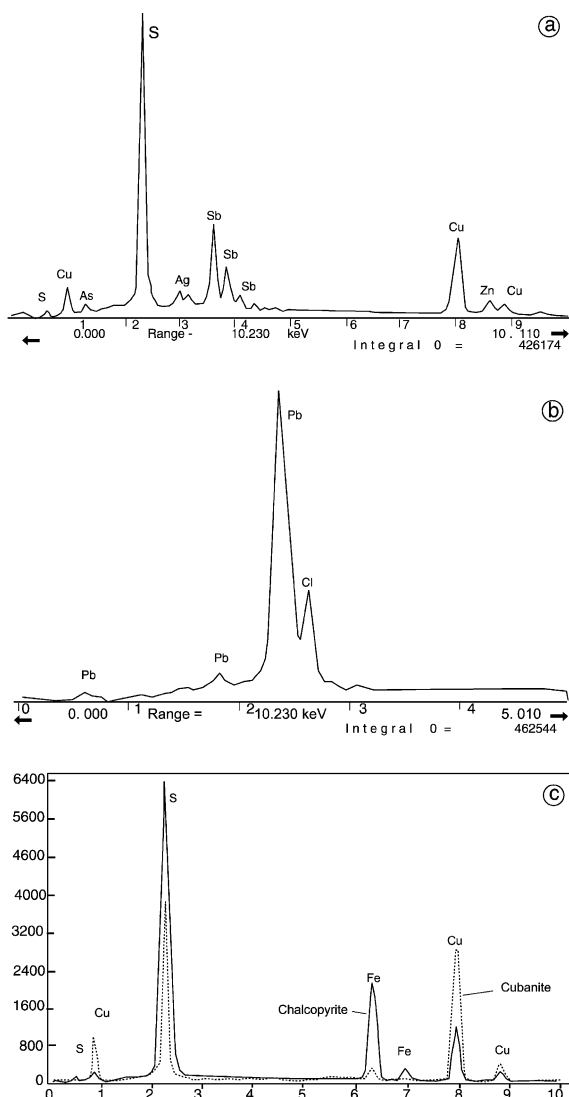 a
S
Sb
Cu
Cu
Sb
Ag
Sb
Zn
Cu
As
S
1 2 3 4 5 6 7 8 9
0.000 Range - 10.230 keV 10. 110
Integral 0 = 426174
b
Pb
Cl
Pb
Pb
0 1 2 3 4
0.000 Range = 10.230 keV 5. 010
Integral 0 = 462544
c
6400
S
5600
4600
4000
3200
Cu
2400
Fe
Cubanite
1600
Chalcopyrite
Cu
S
800
Fe
Cu
0
0 1 2 3 4 5 6 7 8 9 10